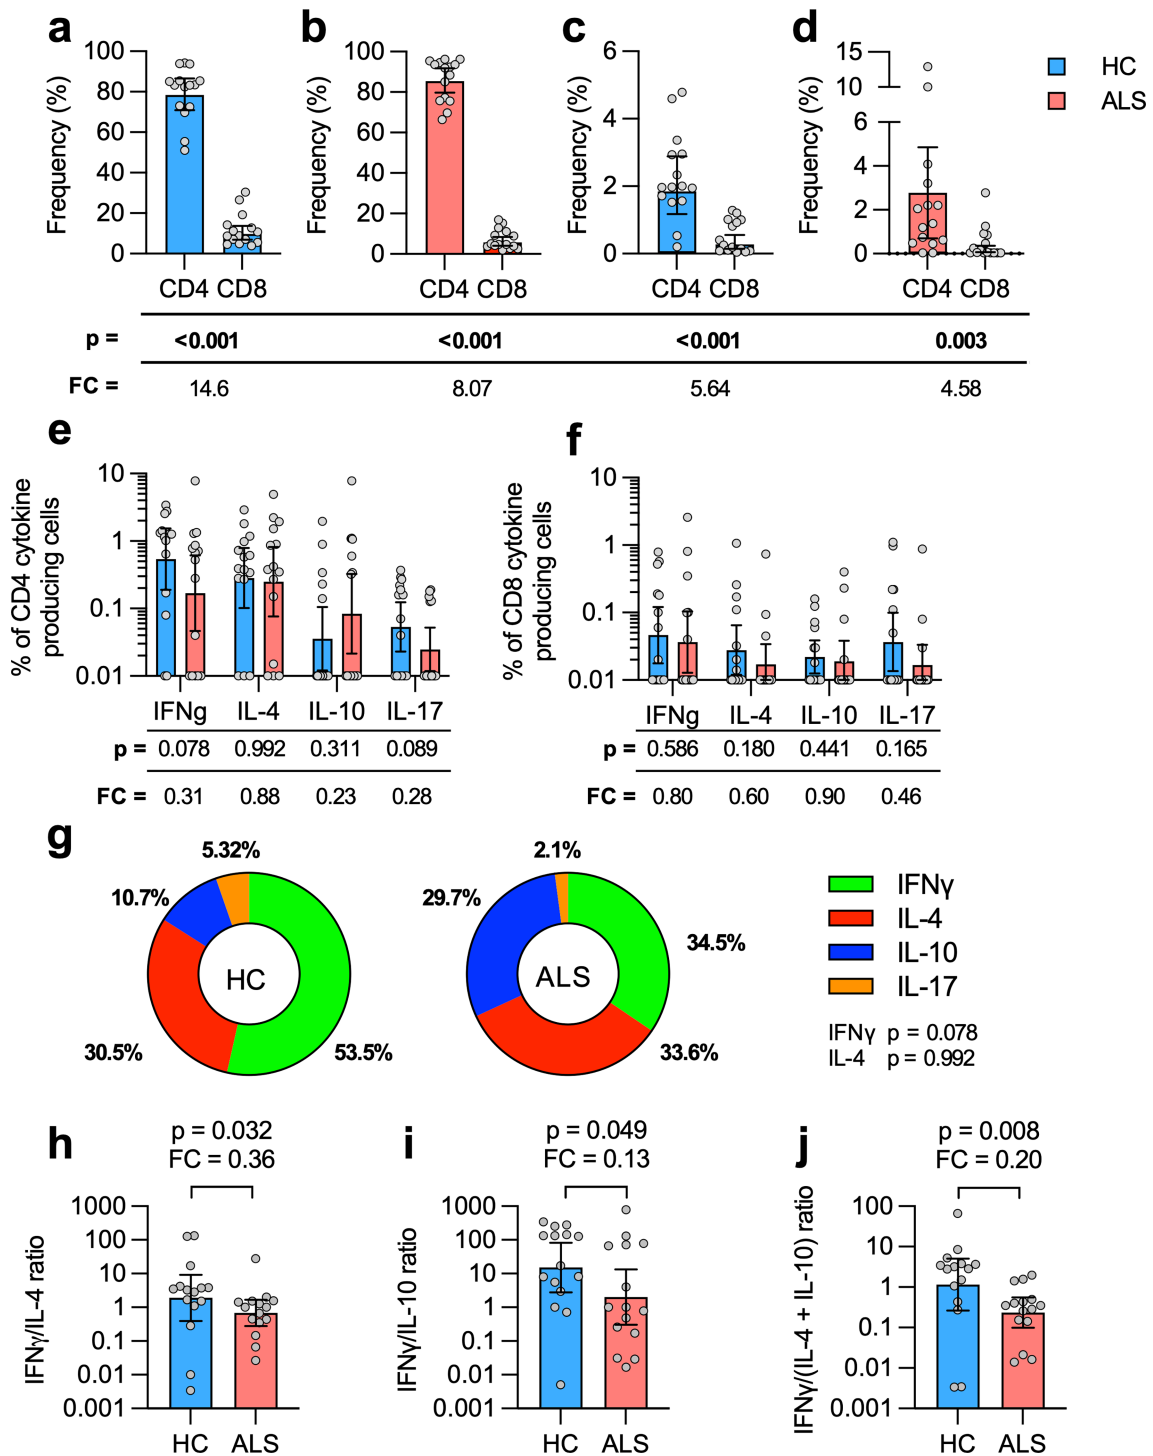 a
b
c
d
HC
ALS
Frequency (%)
100
80
60
40
20
0
CD4 CD8
Frequency (%)
100
80
60
40
20
0
CD4 CD8
Frequency (%)
6
4
2
0
CD4 CD8
Frequency (%)
15
10
6
4
2
0
CD4 CD8
p = <0.001 <0.001 <0.001 0.003
FC = 14.6 8.07 5.64 4.58
e
% of CD4 cytokine
producing cells
10
1
0.1
0.01
IFNg IL-4 IL-10 IL-17
p = 0.078 0.992 0.311 0.089
FC = 0.31 0.88 0.23 0.28
f
% of CD8 cytokine
producing cells
10
1
0.1
0.01
IFNg IL-4 IL-10 IL-17
p = 0.586 0.180 0.441 0.165
FC = 0.80 0.60 0.90 0.46
g
5.32%
10.7%
HC
30.5%
53.5%
2.1%
29.7%
34.5%
ALS
33.6%
IFNγ
IL-4
IL-10
IL-17
IFNγ p = 0.078
IL-4 p = 0.992
h
p = 0.032
FC = 0.36
IFNγ/IL-4 ratio
1000
100
10
1
0.1
0.01
0.001
HC ALS
i
p = 0.049
FC = 0.13
IFNγ/IL-10 ratio
1000
100
10
1
0.1
0.01
0.001
HC ALS
j
p = 0.008
FC = 0.20
IFNγ/(IL-4 + IL-10) ratio
100
10
1
0.1
0.01
0.001
HC ALS